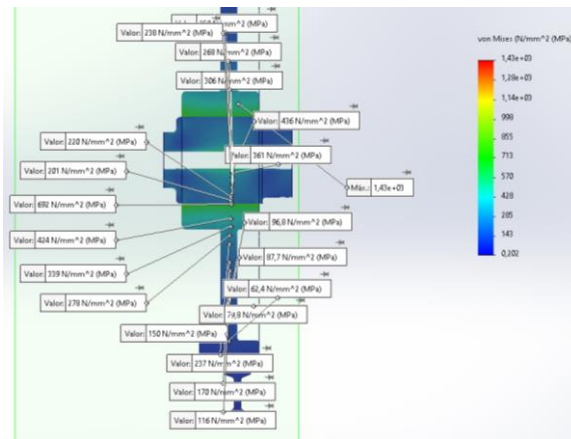 Valor: 238 N/mm^2 (MPa)
von Mises (N/mm^2 (MPa)
Valor: 268 N/mm^2 (MPa)
1,43e+03
1,28e+03
Valor: 306 N/mm^2 (MPa)
1,14e+03
998
Valor: 436 N/mm^2 (MPa)
855
Valor: 220 N/mm^2 (MPa)
713
Valor: 361 N/mm^2 (MPa)
570
Valor: 201 N/mm^2 (MPa)
Máx.: 1,43e+03
428
Valor: 692 N/mm^2 (MPa)
285
Valor: 96,8 N/mm^2 (MPa)
143
Valor: 424 N/mm^2 (MPa)
0,202
Valor: 87,7 N/mm^2 (MPa)
Valor: 339 N/mm^2 (MPa)
Valor: 62,4 N/mm^2 (MPa)
Valor: 278 N/mm^2 (MPa)
Valor: N/mm^2 (MPa)
Valor: 150 N/mm^2 (MPa)
Valor: 237 N/mm^2 (MPa)
Valor: 170 N/mm^2 (MPa)
Valor: 116 N/mm^2 (MPa)